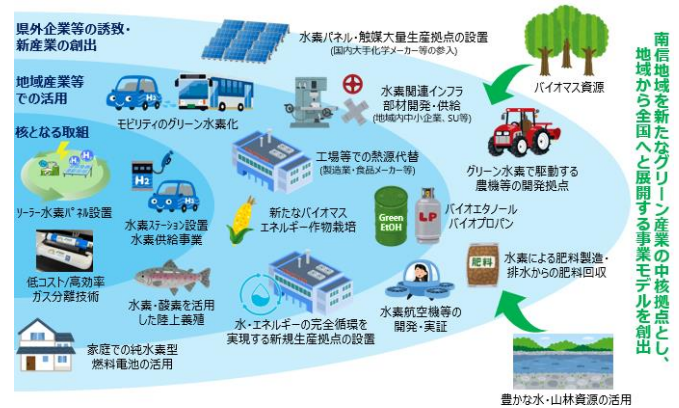 県外企業等の誘致・
新産業の創出
水素パネル・触媒大量生産拠点の設置
(国内大手化学メーカー等の参入)
バイオマス資源
地域産業等
での活用
モビリティのグリーン水素化
水素関連インフラ
部材開発・供給
(地域内中小企業、SU等)
グリーン水素で駆動する
農機等の開発拠点
核となる取組
H2
H2
ソーラー水素パネル設置
H2
水素ステーション設置
水素供給事業
工場等での熱源代替
(製造業・食品メーカー等)
新たなバイオマス
エネルギー作物栽培
Green
EtOH
LP
バイオエタノール
バイオプロパン
低コスト/高効率
ガス分離技術
水素・酸素を活用
した陸上養殖
水・エネルギーの完全循環を
実現する新規生産拠点の設置
水素航空機等の
開発・実証
肥料
水素による肥料製造・
排水からの肥料回収
家庭での純水素型
燃料電池の活用
豊かな水・山林資源の活用
南信地域を新たなグリーン産業の中核拠点とし、
地域から全国へと展開する事業モデルを創出